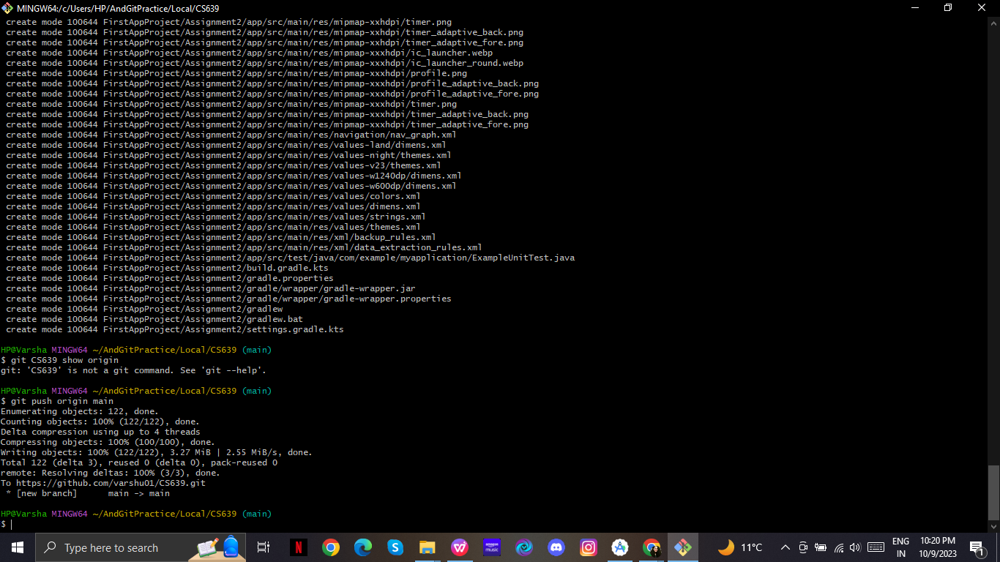 MINGW64:/c/Users/HP/AndGitPractice/Local/CS639
create mode 100644 FirstAppProject/Assignment2/app/src/main/res/mipmap-xxhdpi/timer.png
create mode 100644 FirstAppProject/Assignment2/app/src/main/res/mipmap-xxhdpi/timer_adaptive_back.png
create mode 100644 FirstAppProject/Assignment2/app/src/main/res/mipmap-xxhdpi/timer_adaptive_fore.png
create mode 100644 FirstAppProject/Assignment2/app/src/main/res/mipmap-xxxhdpi/ic_launcher.webp
create mode 100644 FirstAppProject/Assignment2/app/src/main/res/mipmap-xxxhdpi/ic_launcher_round.webp
create mode 100644 FirstAppProject/Assignment2/app/src/main/res/mipmap-xxxhdpi/profile.png
create mode 100644 FirstAppProject/Assignment2/app/src/main/res/mipmap-xxxhdpi/profile_adaptive_back.png
create mode 100644 FirstAppProject/Assignment2/app/src/main/res/mipmap-xxxhdpi/profile_adaptive_fore.png
create mode 100644 FirstAppProject/Assignment2/app/src/main/res/mipmap-xxxhdpi/timer.png
create mode 100644 FirstAppProject/Assignment2/app/src/main/res/mipmap-xxxhdpi/timer_adaptive_back.png
create mode 100644 FirstAppProject/Assignment2/app/src/main/res/mipmap-xxxhdpi/timer_adaptive_fore.png
create mode 100644 FirstAppProject/Assignment2/app/src/main/res/navigation/nav_graph.xml
create mode 100644 FirstAppProject/Assignment2/app/src/main/res/values-land/dimens.xml
create mode 100644 FirstAppProject/Assignment2/app/src/main/res/values-night/themes.xml
create mode 100644 FirstAppProject/Assignment2/app/src/main/res/values-v23/themes.xml
create mode 100644 FirstAppProject/Assignment2/app/src/main/res/values-w1240dp/dimens.xml
create mode 100644 FirstAppProject/Assignment2/app/src/main/res/values-w600dp/dimens.xml
create mode 100644 FirstAppProject/Assignment2/app/src/main/res/values/colors.xml
create mode 100644 FirstAppProject/Assignment2/app/src/main/res/values/dimens.xml
create mode 100644 FirstAppProject/Assignment2/app/src/main/res/values/strings.xml
create mode 100644 FirstAppProject/Assignment2/app/src/main/res/values/themes.xml
create mode 100644 FirstAppProject/Assignment2/app/src/main/res/xml/backup_rules.xml
create mode 100644 FirstAppProject/Assignment2/app/src/main/res/xml/data_extraction_rules.xml
create mode 100644 FirstAppProject/Assignment2/app/src/test/java/com/example/myapplication/ExampleUnitTest.java
create mode 100644 FirstAppProject/Assignment2/build.gradle.kts
create mode 100644 FirstAppProject/Assignment2/gradle.properties
create mode 100644 FirstAppProject/Assignment2/gradle/wrapper/gradle-wrapper.jar
create mode 100644 FirstAppProject/Assignment2/gradle/wrapper/gradle-wrapper.properties
create mode 100644 FirstAppProject/Assignment2/gradlew
create mode 100644 FirstAppProject/Assignment2/gradlew.bat
create mode 100644 FirstAppProject/Assignment2/settings.gradle.kts
HP@Varsha MINGW64 ~/AndGitPractice/Local/CS639 (main)
$ git CS639 show origin
git: 'CS639' is not a git command. See 'git --help'.
HP@Varsha MINGW64 ~/AndGitPractice/Local/CS639 (main)
$ git push origin main
Enumerating objects: 122, done.
Counting objects: 100% (122/122), done.
Delta compression using up to 4 threads
Compressing objects: 100% (100/100), done.
Writing objects: 100% (122/122), 3.27 MiB | 2.55 MiB/s, done.
Total 122 (delta 3), reused 0 (delta 0), pack-reused 0
remote: Resolving deltas: 100% (3/3), done.
To https://github.com/varshu01/CS639.git
* [new branch]      main -> main
HP@Varsha MINGW64 ~/AndGitPractice/Local/CS639 (main)
$
Type here to search
amazon music
11°C
ENG
IN
10:20 PM
10/9/2023
1